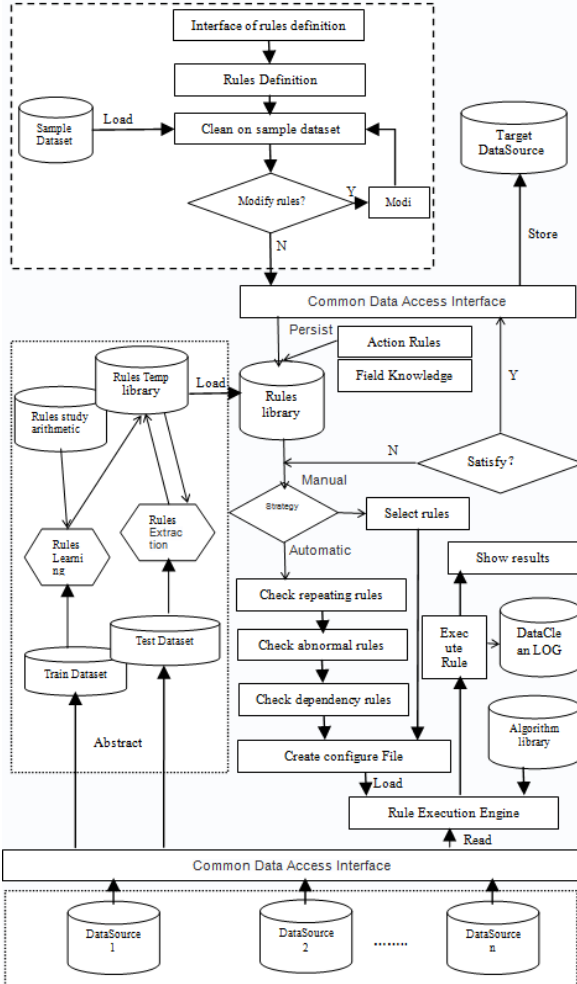 Interface of rules definition
Rules Definition
Sample
Dataset
Load
Clean on sample dataset
Target
DataSource
Modify rules?
Y
Modi
N
Store
Common Data Access Interface
Persist
Action Rules
Field Knowledge
Rules Temp
library
Load
Rules
library
Rules study
arithmetic
Y
N
Satisfy?
Manual
Strategy
Select rules
Rules
Extrac
tion
Rules
Learnin
g
Automatic
Show results
Check repeating rules
Exec
ute
Rule
DataCle
an LOG
Test Dataset
Check abnormal rules
Train Dataset
Check dependency rules
Algorithm
library
Abstract
Create configure File
Load
Rule Execution Engine
Read
Common Data Access Interface
DataSource
1
DataSource
2
........
DataSource
n